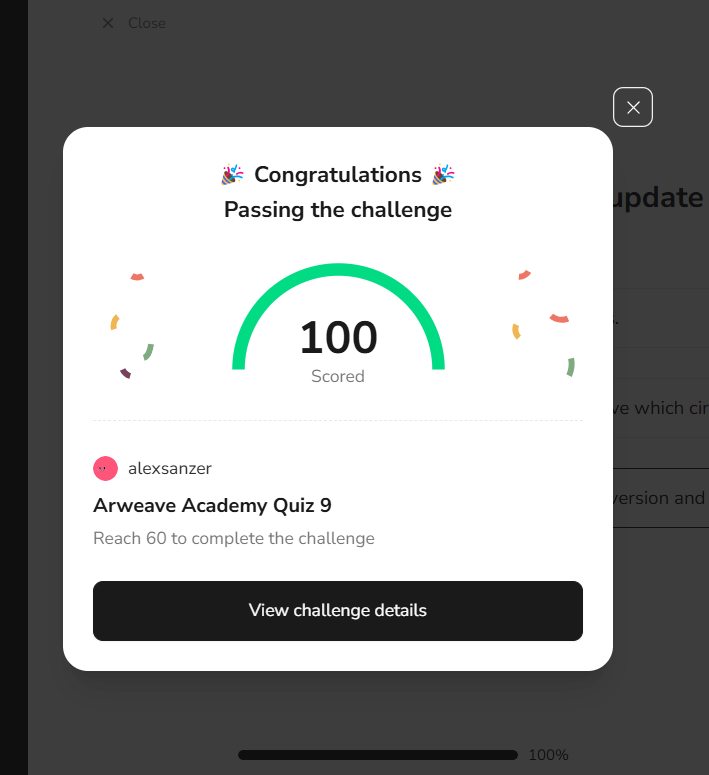 Close
update
Congratulations
Passing the challenge
100
Scored
alexsanzer
Arweave Academy Quiz 9
Reach 60 to complete the challenge
View challenge details
which cir
version and
100%